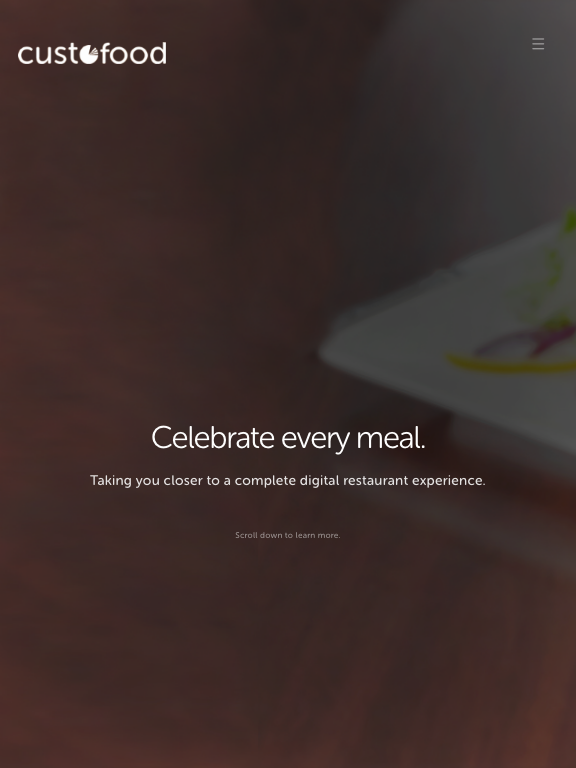 custofood
Celebrate every meal.
Taking you closer to a complete digital restaurant experience.
Scroll down to learn more.